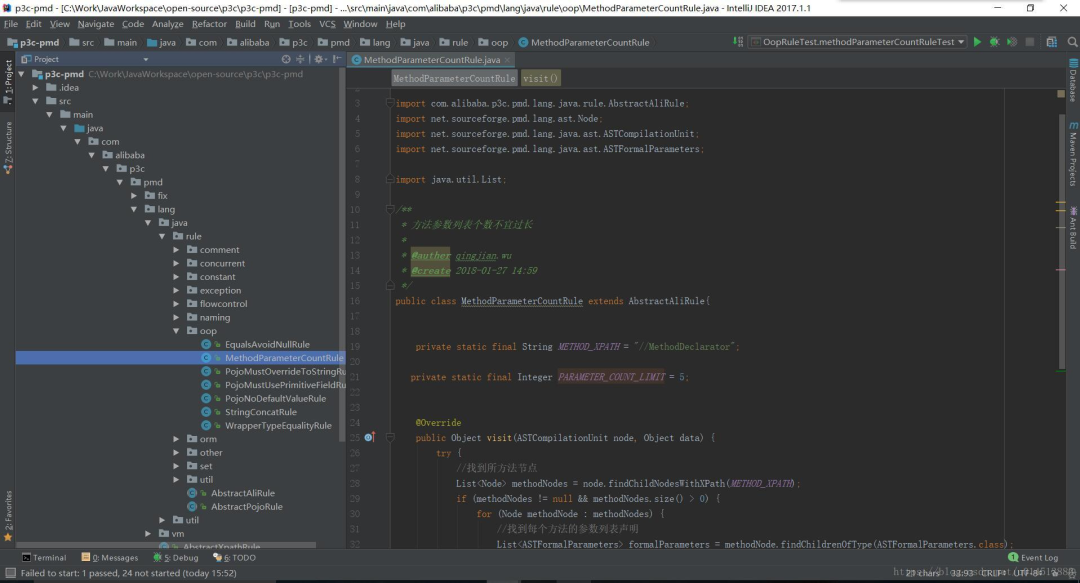 p3c-pmd - [C:\Work\JavaWorkspace\open-source\p3c\p3c-pmd] - [p3c-pmd] - ...\src\main\java\com\alibaba\p3c\pmd\lang\java\rule\oop\MethodParameterCountRule.java - IntelliJ IDEA 2017.1.1
File Edit View Navigate Code Analyze Refactor Build Run Tools VCS Window Help
p3c-pmd src main java com alibaba p3c pmd lang java rule oop MethodParameterCountRule OopRuleTest.methodParameterCountRuleTest
Project
MethodParameterCountRule.java
p3c-pmd C:\Work\JavaWorkspace\open-source\p3c\p3c-pmd
.idea
src
main
java
com
alibaba
p3c
pmd
fix
lang
java
rule
comment
concurrent
constant
exception
flowcontrol
naming
oop
EqualsAvoidNullRule
MethodParameterCountRule
PojoMustOverrideToStringRu
PojoMustUsePrimitiveFieldRu
PojoNoDefaultValueRule
StringConcatRule
WrapperTypeEqualityRule
orm
other
set
util
AbstractAliRule
AbstractPojoRule
util
vm
AbstractXpathRule
1: Project
7: Structure
2: Favorites
MethodParameterCountRule visit()
3 import com.alibaba.p3c.pmd.lang.java.rule.AbstractAliRule;
4 import net.sourceforge.pmd.lang.ast.Node;
5 import net.sourceforge.pmd.lang.java.ast.ASTCompilationUnit;
6 import net.sourceforge.pmd.lang.java.ast.ASTFormalParameters;
7
8 import java.util.List;
9
10 /**
11 * 方法参数列表个数不宜过长
12 *
13 * @auther qingjian.wu
14 * @create 2018-01-27 14:59
15 */
16 public class MethodParameterCountRule extends AbstractAliRule{
17
18
19 private static final String METHOD_XPATH = "//MethodDeclarator";
20
21 private static final Integer PARAMETER_COUNT_LIMIT = 5;
22
23
24 @Override
25 public Object visit(ASTCompilationUnit node, Object data) {
26 try {
27 //找到所方法节点
28 List<Node> methodNodes = node.findChildNodesWithXPath(METHOD_XPATH);
29 if (methodNodes != null && methodNodes.size() > 0) {
30 for (Node methodNode : methodNodes) {
31 //找到每个方法的参数列表声明
32 List<ASTFormalParameters> formalParameters = methodNode.findChildrenOfType(ASTFormalParameters.class);
Database
Maven Projects
Ant Build
Terminal 0: Messages 5: Debug 6: TODO Event Log
Failed to start: 1 passed, 24 not started (today 15:52)